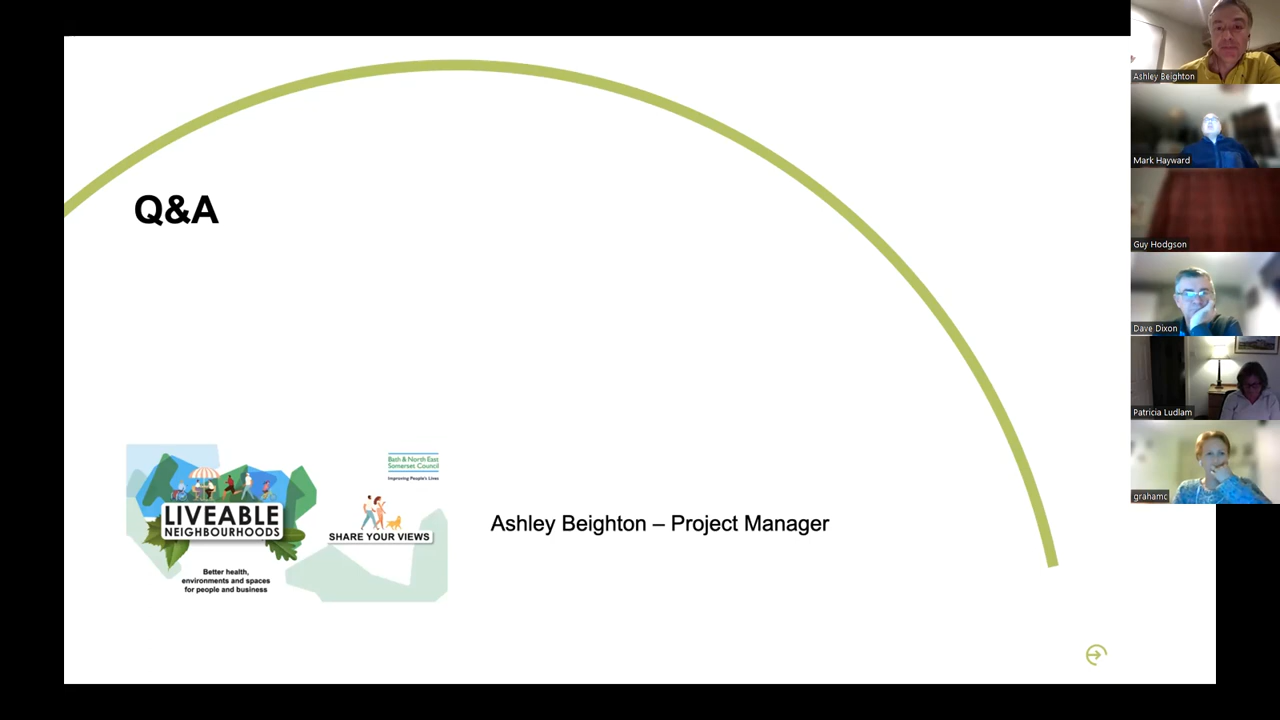 Q&A
LIVEABLE
NEIGHBOURHOODS
Better health,
environments and spaces
for people and business
Bath & North East
Somerset Council
Improving People's Lives
SHARE YOUR VIEWS
Ashley Beighton – Project Manager
Ashley Beighton
Mark Hayward
Guy Hodgson
Dave Dixon
Patricia Ludlam
grahamc